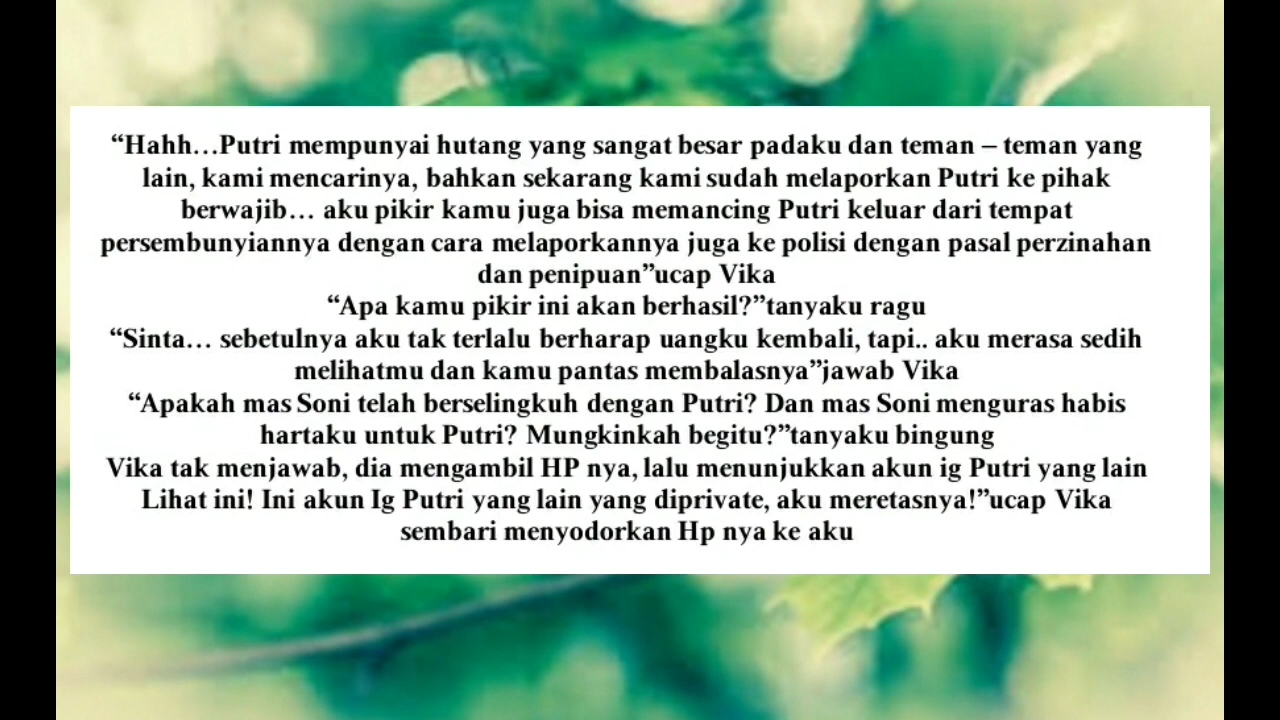 “Hahh...Putri mempunyai hutang yang sangat besar padaku dan teman – teman yang
lain, kami mencarinya, bahkan sekarang kami sudah melaporkan Putri ke pihak
berwajib... aku pikir kamu juga bisa memancing Putri keluar dari tempat
persembunyiannya dengan cara melaporkannya juga ke polisi dengan pasal perzinahan
dan penipuan”ucap Vika
“Apa kamu pikir ini akan berhasil?”tanyaku ragu
“Sinta... sebetulnya aku tak terlalu berharap uangku kembali, tapi.. aku merasa sedih
melihatmu dan kamu pantas membalasnya”jawab Vika
“Apakah mas Soni telah berselingkuh dengan Putri? Dan mas Soni menguras habis
hartaku untuk Putri? Mungkinkah begitu?”tanyaku bingung
Vika tak menjawab, dia mengambil HP nya, lalu menunjukkan akun ig Putri yang lain
Lihat ini! Ini akun Ig Putri yang lain yang diprivate, aku meretasnya!”ucap Vika
sembari menyodorkan Hp nya ke aku